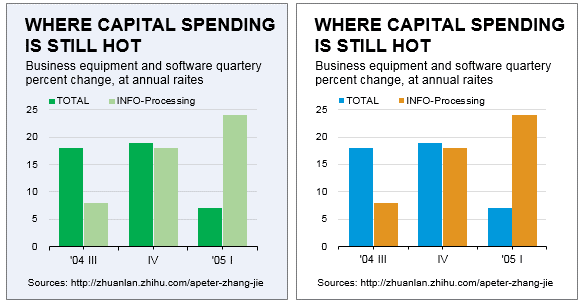 WHERE CAPITAL SPENDING
IS STILL HOT
Business equipment and software quartery
percent change, at annual raites
TOTAL INFO-Processing
25
20
15
10
5
0
'04 III IV '05 I
Sources: http://zhuanlan.zhihu.com/apeter-zhang-jie
WHERE CAPITAL SPENDING
IS STILL HOT
Business equipment and software quartery
percent change, at annual raites
TOTAL INFO-Processing
25
20
15
10
5
0
'04 III IV '05 I
Sources: http://zhuanlan.zhihu.com/apeter-zhang-jie